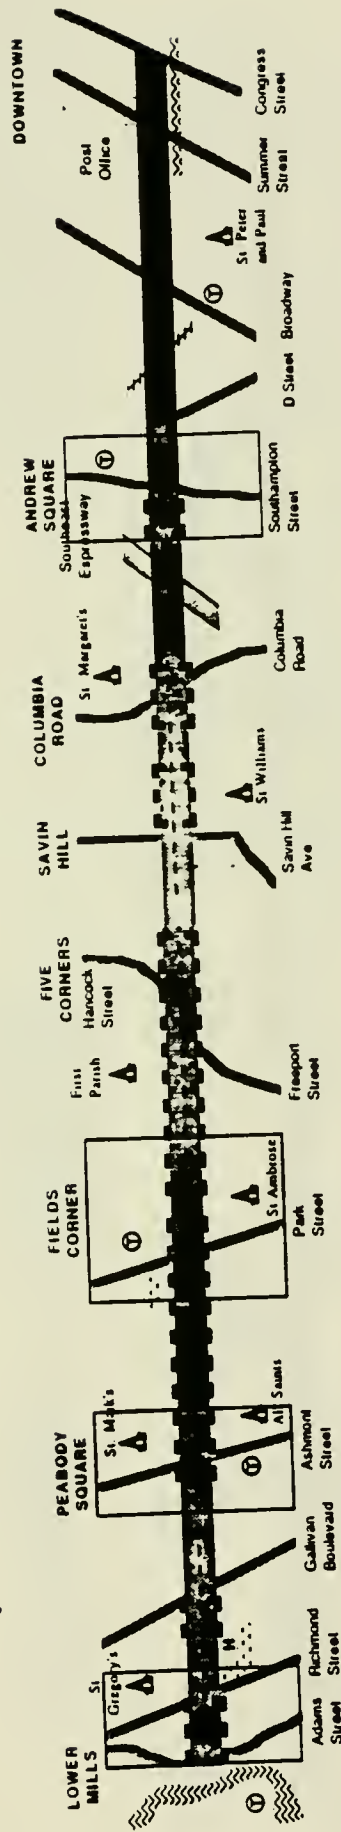 DOWNTOWN
Congress
Street
Post
Office
Summer
Street
St Peter
and Paul
T
Broadway
D Street
ANDREW
SQUARE
T
Southeast
Expressway
Southampton
Street
COLUMBIA
ROAD
St Margaret's
Columbia
Road
SAVIN
HILL
St Williams
Savin Hill
Ave
FIVE
CORNERS
Hancock
Street
First
Parish
Freeport
Street
FIELDS
CORNER
T
St Ambrose
Park
Street
PEABODY
SQUARE
St. Mark's
All Saints
T
Ashmont
Street
Gallivan
Boulevard
H
Richmond
Street
St
Gregory's
LOWER
MILLS
Adams
Street
T